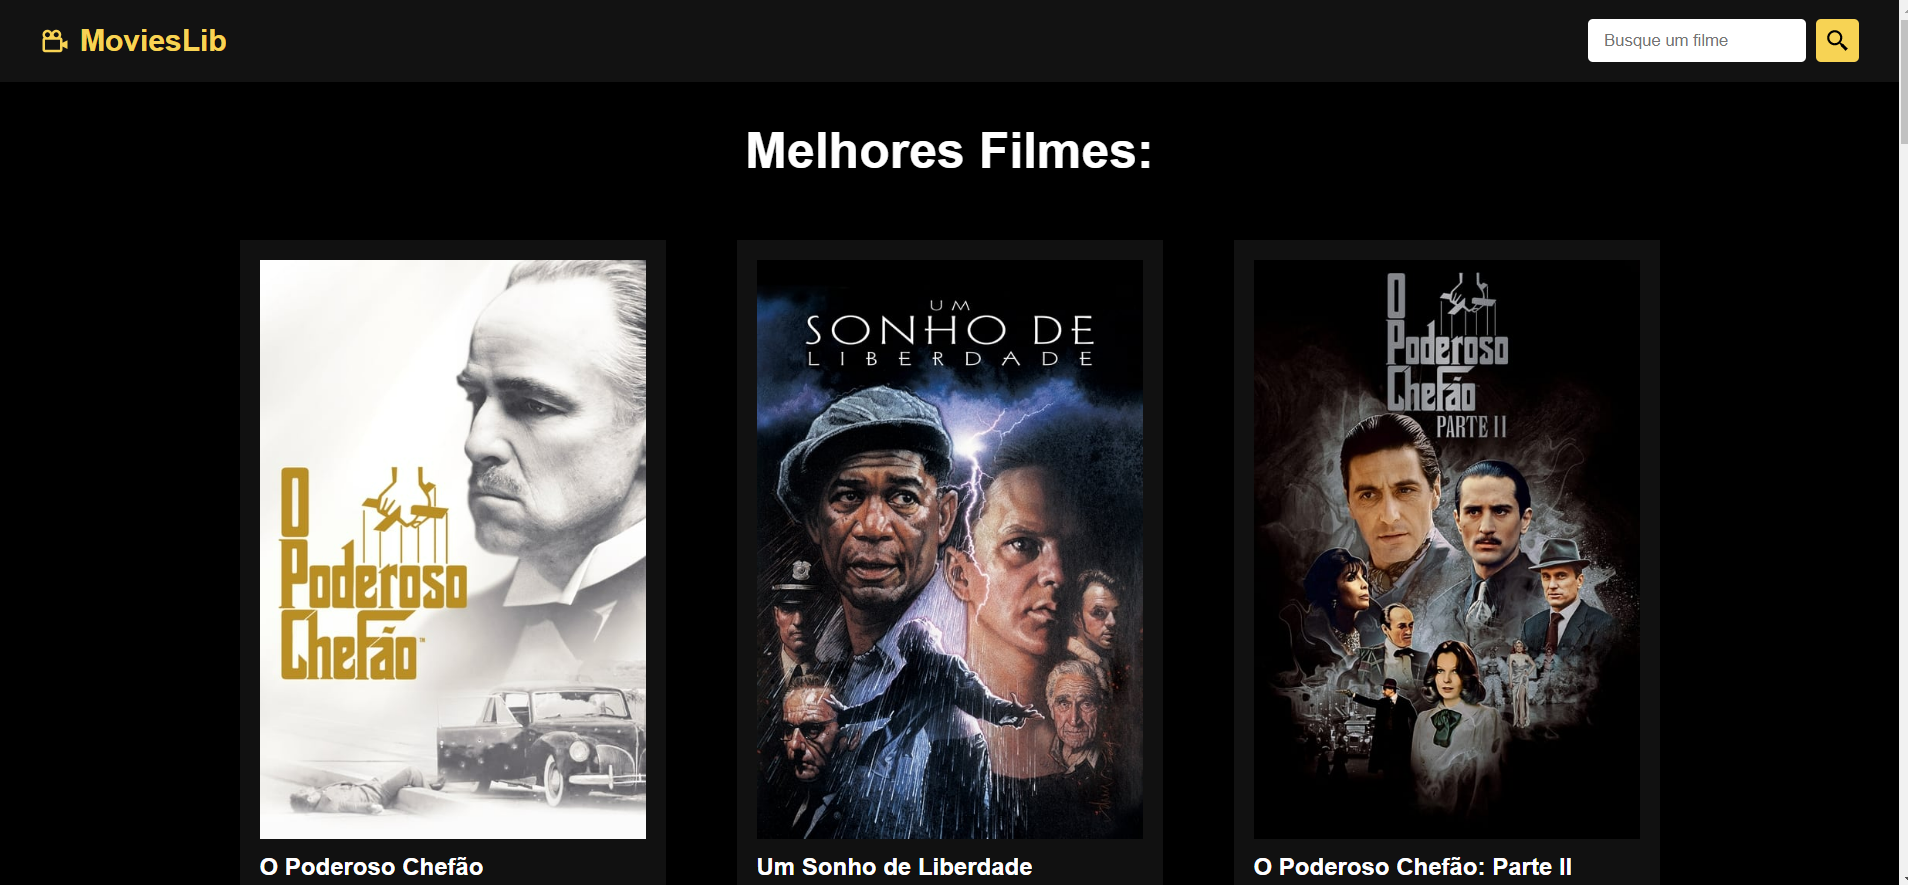 MoviesLib
Busque um filme
Melhores Filmes:
O
Poderoso
Chefão™
UM
SONHO DE
LIBERDADE
O
Poderoso
Chefão
PARTE II
O Poderoso Chefão
Um Sonho de Liberdade
O Poderoso Chefão: Parte II